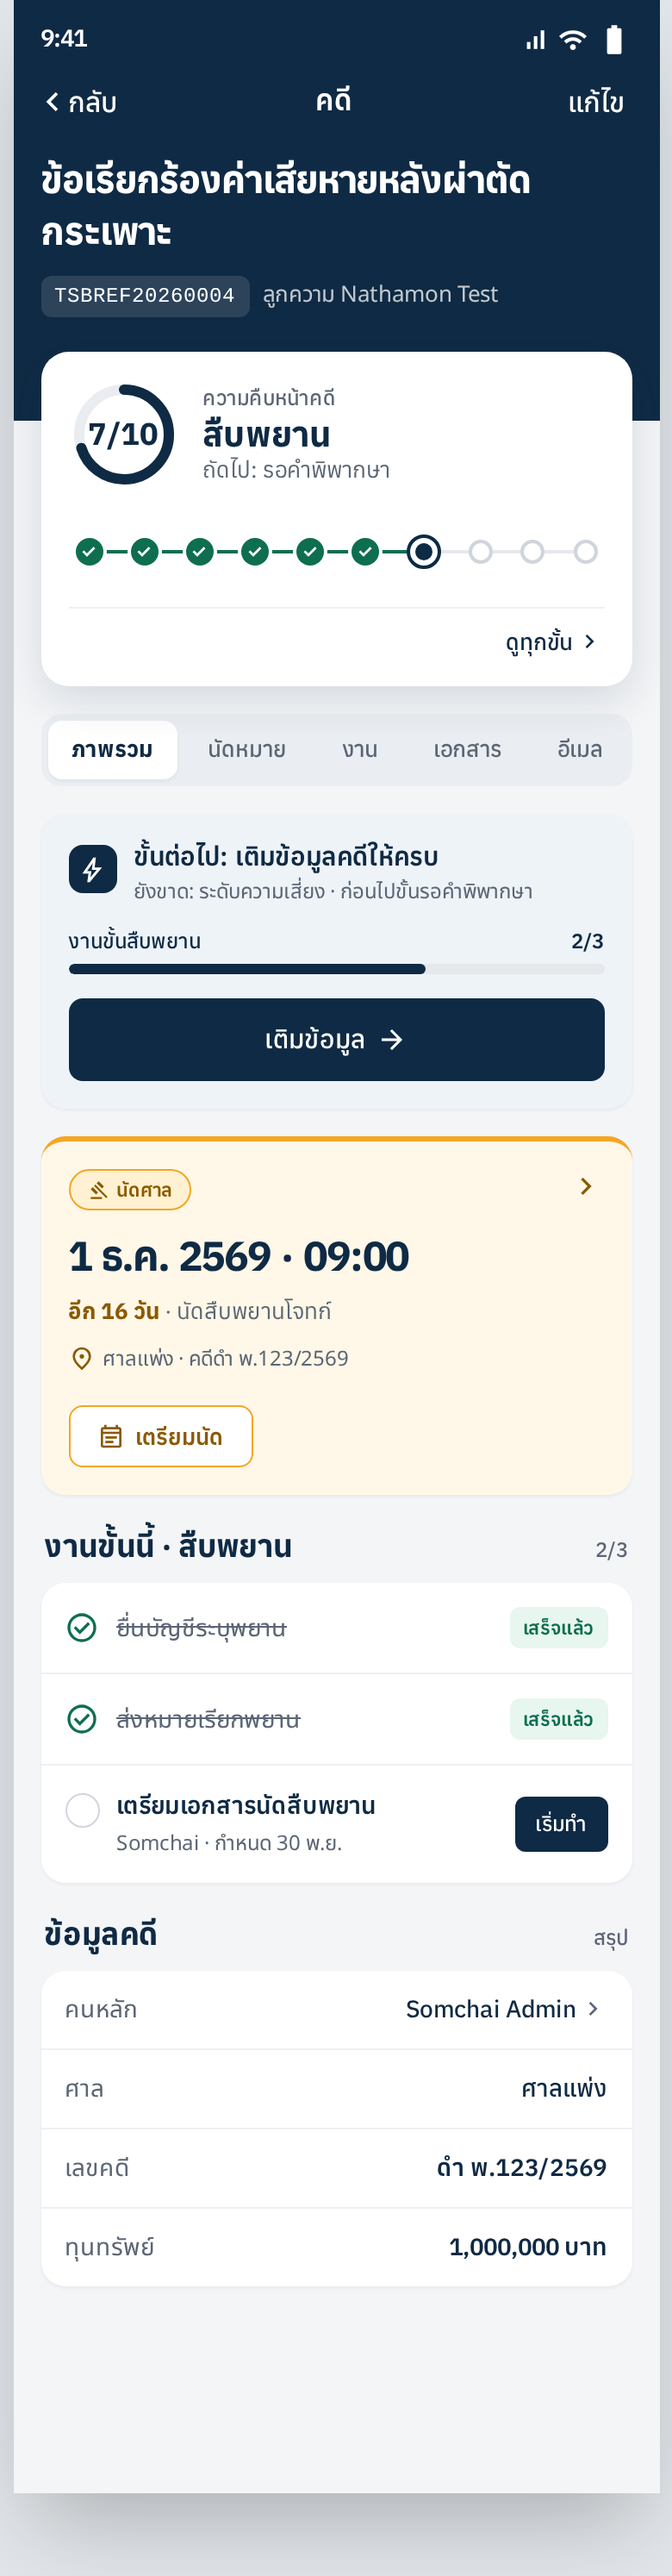 9:41
กลับ
คดี
แก้ไข
ข้อเรียกร้องค่าเสียหายหลังผ่าตัด
กระเพาะ
TSBREF20260004 ลูกความ Nathamon Test
7/10
ความคืบหน้าคดี
สืบพยาน
ถัดไป: รอคำพิพากษา
ดูทุกขั้น
ภาพรวม นัดหมาย งาน เอกสาร อีเมล
ขั้นต่อไป: เติมข้อมูลคดีให้ครบ
ยังขาด: ระดับความเสี่ยง · ก่อนไปขั้นรอคำพิพากษา
งานขั้นสืบพยาน 2/3
เติมข้อมูล
นัดศาล
1 ธ.ค. 2569 · 09:00
อีก 16 วัน · นัดสืบพยานโจทก์
ศาลแพ่ง · คดีดำ พ.123/2569
เตรียมนัด
งานขั้นนี้ · สืบพยาน 2/3
ยื่นบัญชีระบุพยาน เสร็จแล้ว
ส่งหมายเรียกพยาน เสร็จแล้ว
เตรียมเอกสารนัดสืบพยาน
Somchai · กำหนด 30 พ.ย.
เริ่มทำ
ข้อมูลคดี สรุป
คนหลัก Somchai Admin
ศาล ศาลแพ่ง
เลขคดี ดำ พ.123/2569
ทุนทรัพย์ 1,000,000 บาท